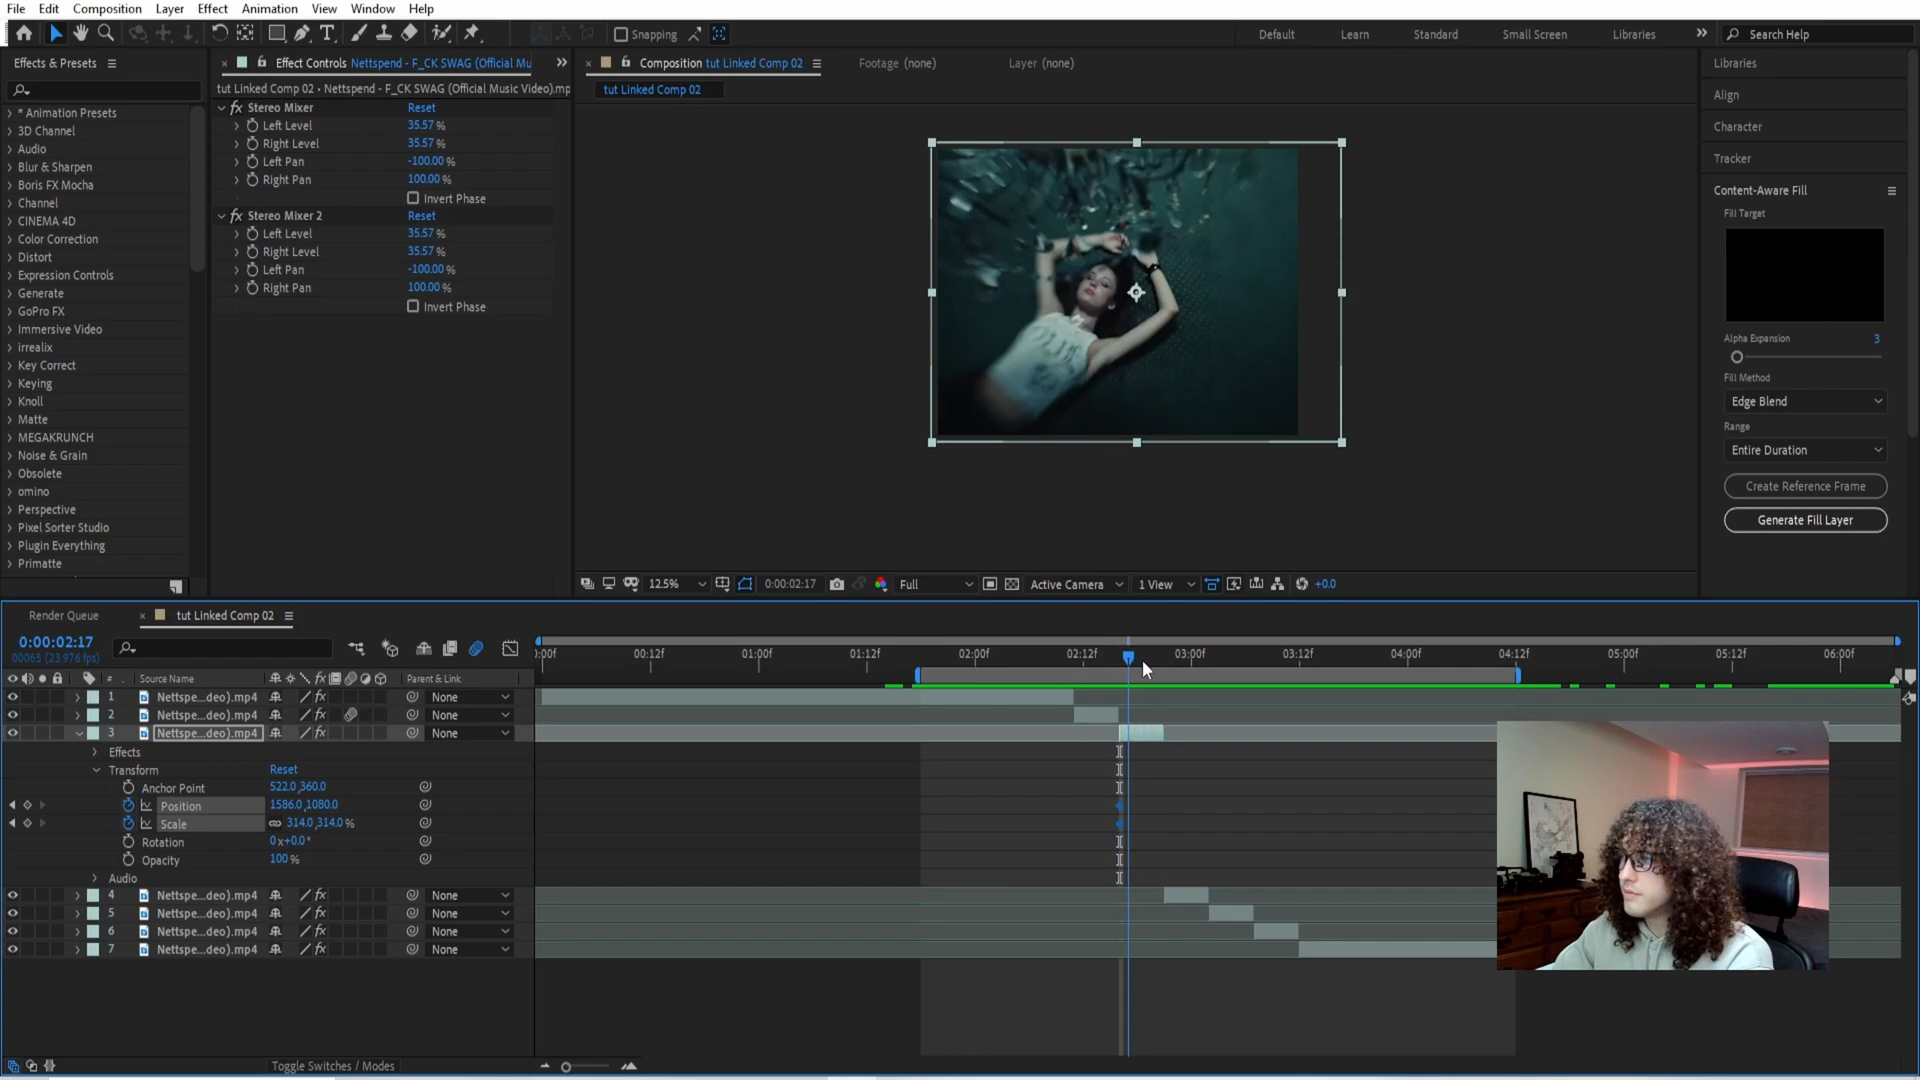 File Edit Composition Layer Effect Animation View Window Help
Snapping
Default Learn Standard Small Screen Libraries Search Help
Effects & Presets
* Animation Presets
3D Channel
Audio
Blur & Sharpen
Boris FX Mocha
Channel
CINEMA 4D
Color Correction
Distort
Expression Controls
Generate
GoPro FX
Immersive Video
irrealix
Key Correct
Keying
Knoll
Matte
MEGAKRUNCH
Noise & Grain
Obsolete
omino
Perspective
Pixel Sorter Studio
Plugin Everything
Primatte
Effect Controls Nettspend - F_CK SWAG (Official Mu
tut Linked Comp 02 • Nettspend - F_CK SWAG (Official Music Video).mp
fx Stereo Mixer Reset
Left Level 35.57 %
Right Level 35.57 %
Left Pan -100.00 %
Right Pan 100.00 %
Invert Phase
fx Stereo Mixer 2 Reset
Left Level 35.57 %
Right Level 35.57 %
Left Pan -100.00 %
Right Pan 100.00 %
Invert Phase
Composition tut Linked Comp 02 Footage (none) Layer (none)
tut Linked Comp 02
12.5% 0:00:02:17 Full Active Camera 1 View +0.0
Libraries
Align
Character
Tracker
Content-Aware Fill
Fill Target
Alpha Expansion 3
Fill Method
Edge Blend
Range
Entire Duration
Create Reference Frame
Generate Fill Layer
Render Queue tut Linked Comp 02
0:00:02:17
00065 (23.976 fps)
:00f 00:12f 01:00f 01:12f 02:00f 02:12f 03:00f 03:12f 04:00f 04:12f 05:00f 05:12f 06:00f
# Source Name fx Parent & Link
1 Nettspe...deo).mp4 fx None
2 Nettspe...deo).mp4 fx None
3 Nettspe...deo).mp4 fx None
Effects
Transform Reset
Anchor Point 522.0,360.0
Position 1586.0,1080.0
Scale 314.0,314.0 %
Rotation 0x+0.0°
Opacity 100 %
Audio
4 Nettspe...deo).mp4 fx None
5 Nettspe...deo).mp4 fx None
6 Nettspe...deo).mp4 fx None
7 Nettspe...deo).mp4 fx None
Toggle Switches / Modes